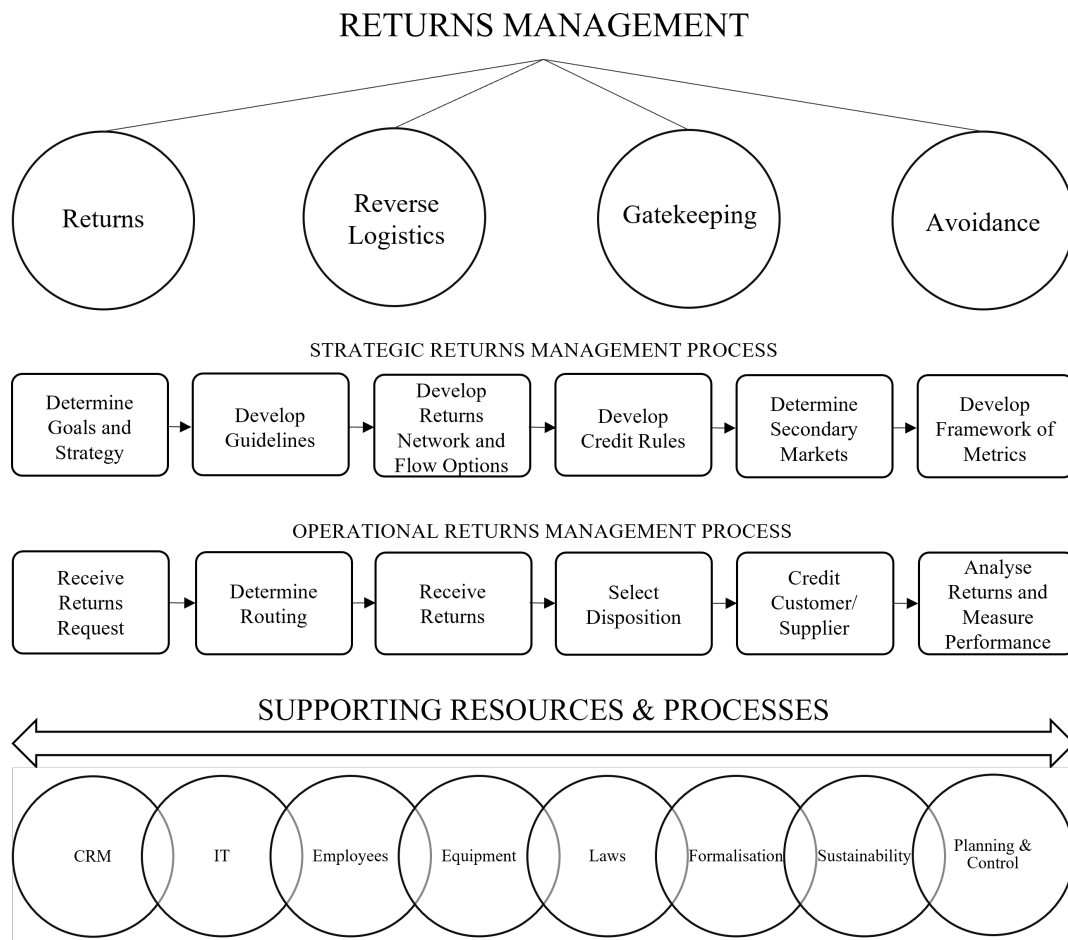 RETURNS MANAGEMENT
Returns
Reverse
Logistics
Gatekeeping
Avoidance
STRATEGIC RETURNS MANAGEMENT PROCESS
Determine
Goals and
Strategy
Develop
Guidelines
Develop
Returns
Network and
Flow Options
Develop
Credit Rules
Determine
Secondary
Markets
Develop
Framework of
Metrics
OPERATIONAL RETURNS MANAGEMENT PROCESS
Receive
Returns
Request
Determine
Routing
Receive
Returns
Select
Disposition
Credit
Customer/
Supplier
Analyse
Returns and
Measure
Performance
SUPPORTING RESOURCES & PROCESSES
CRM
IT
Employees
Equipment
Laws
Formalisation
Sustainability
Planning &
Control